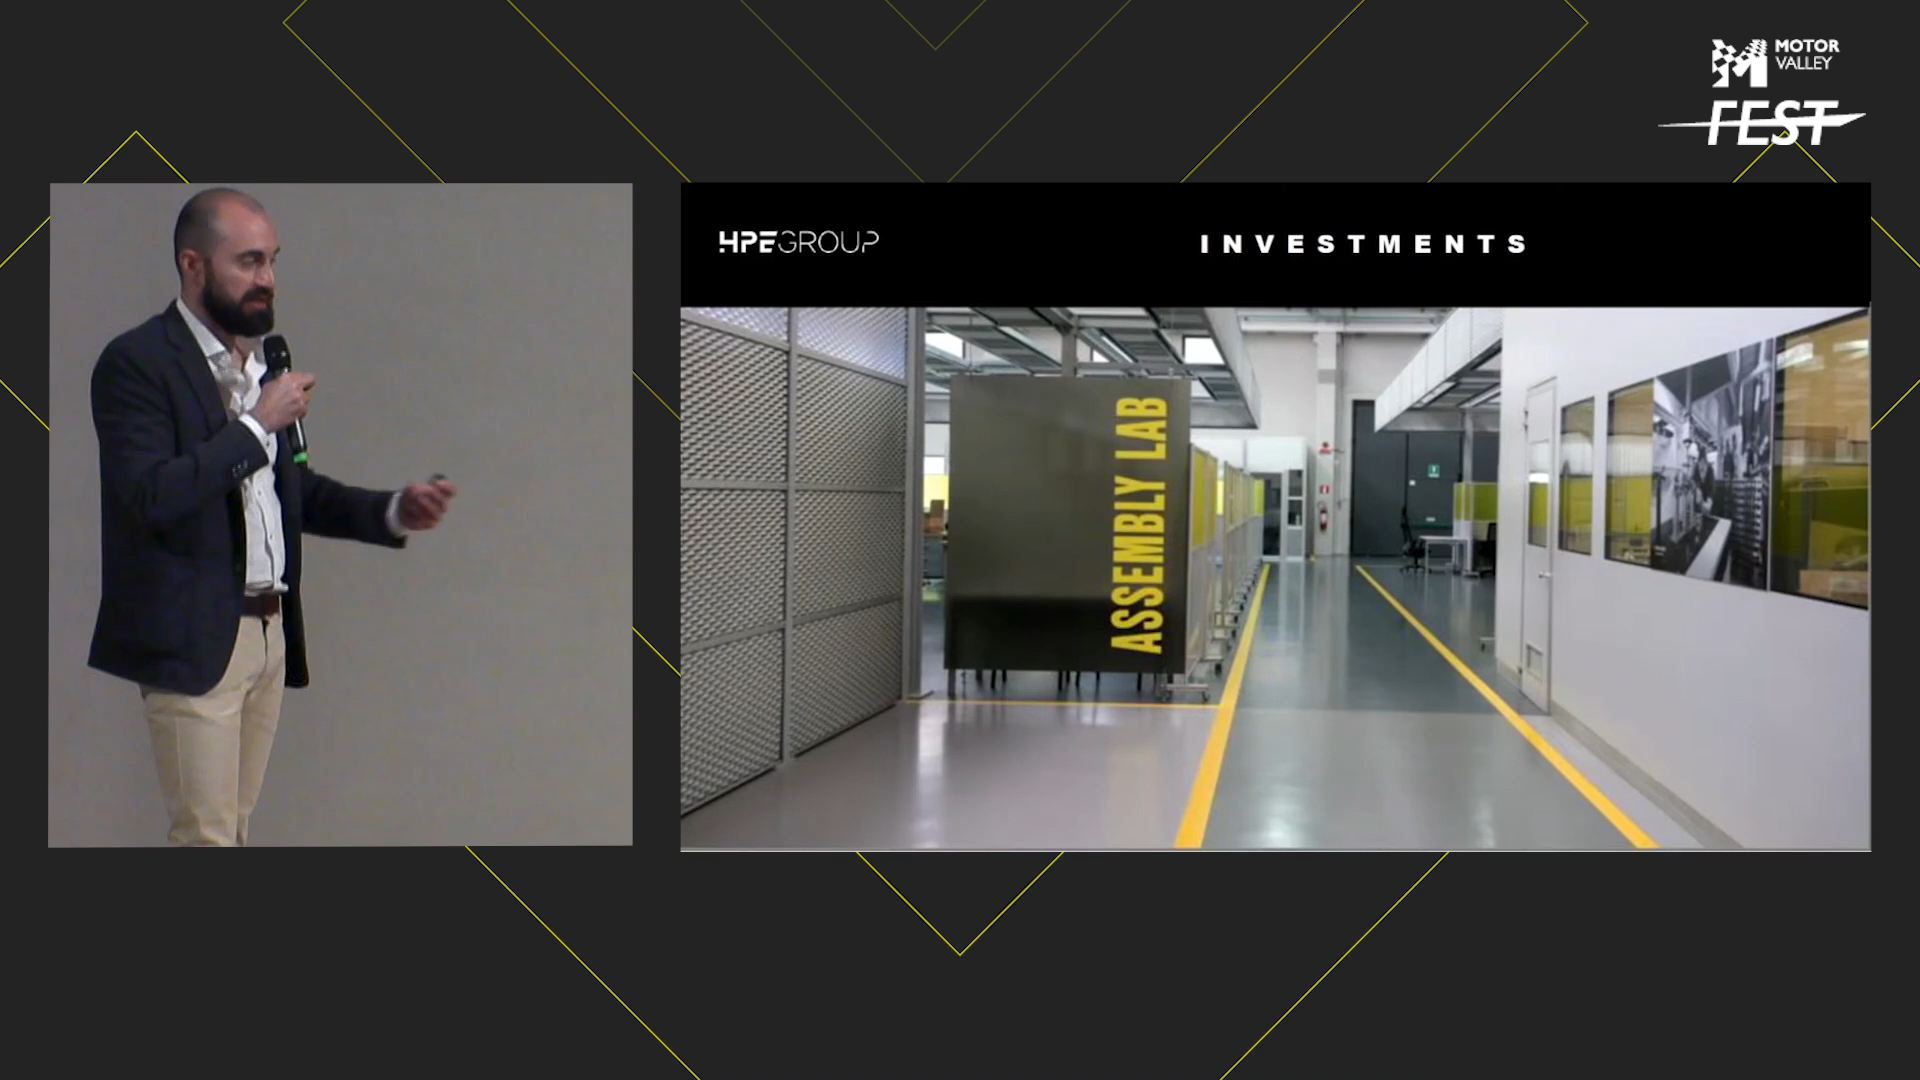 MOTOR
VALLEY
FEST
HPEGROUP
INVESTMENTS
ASSEMBLY LAB